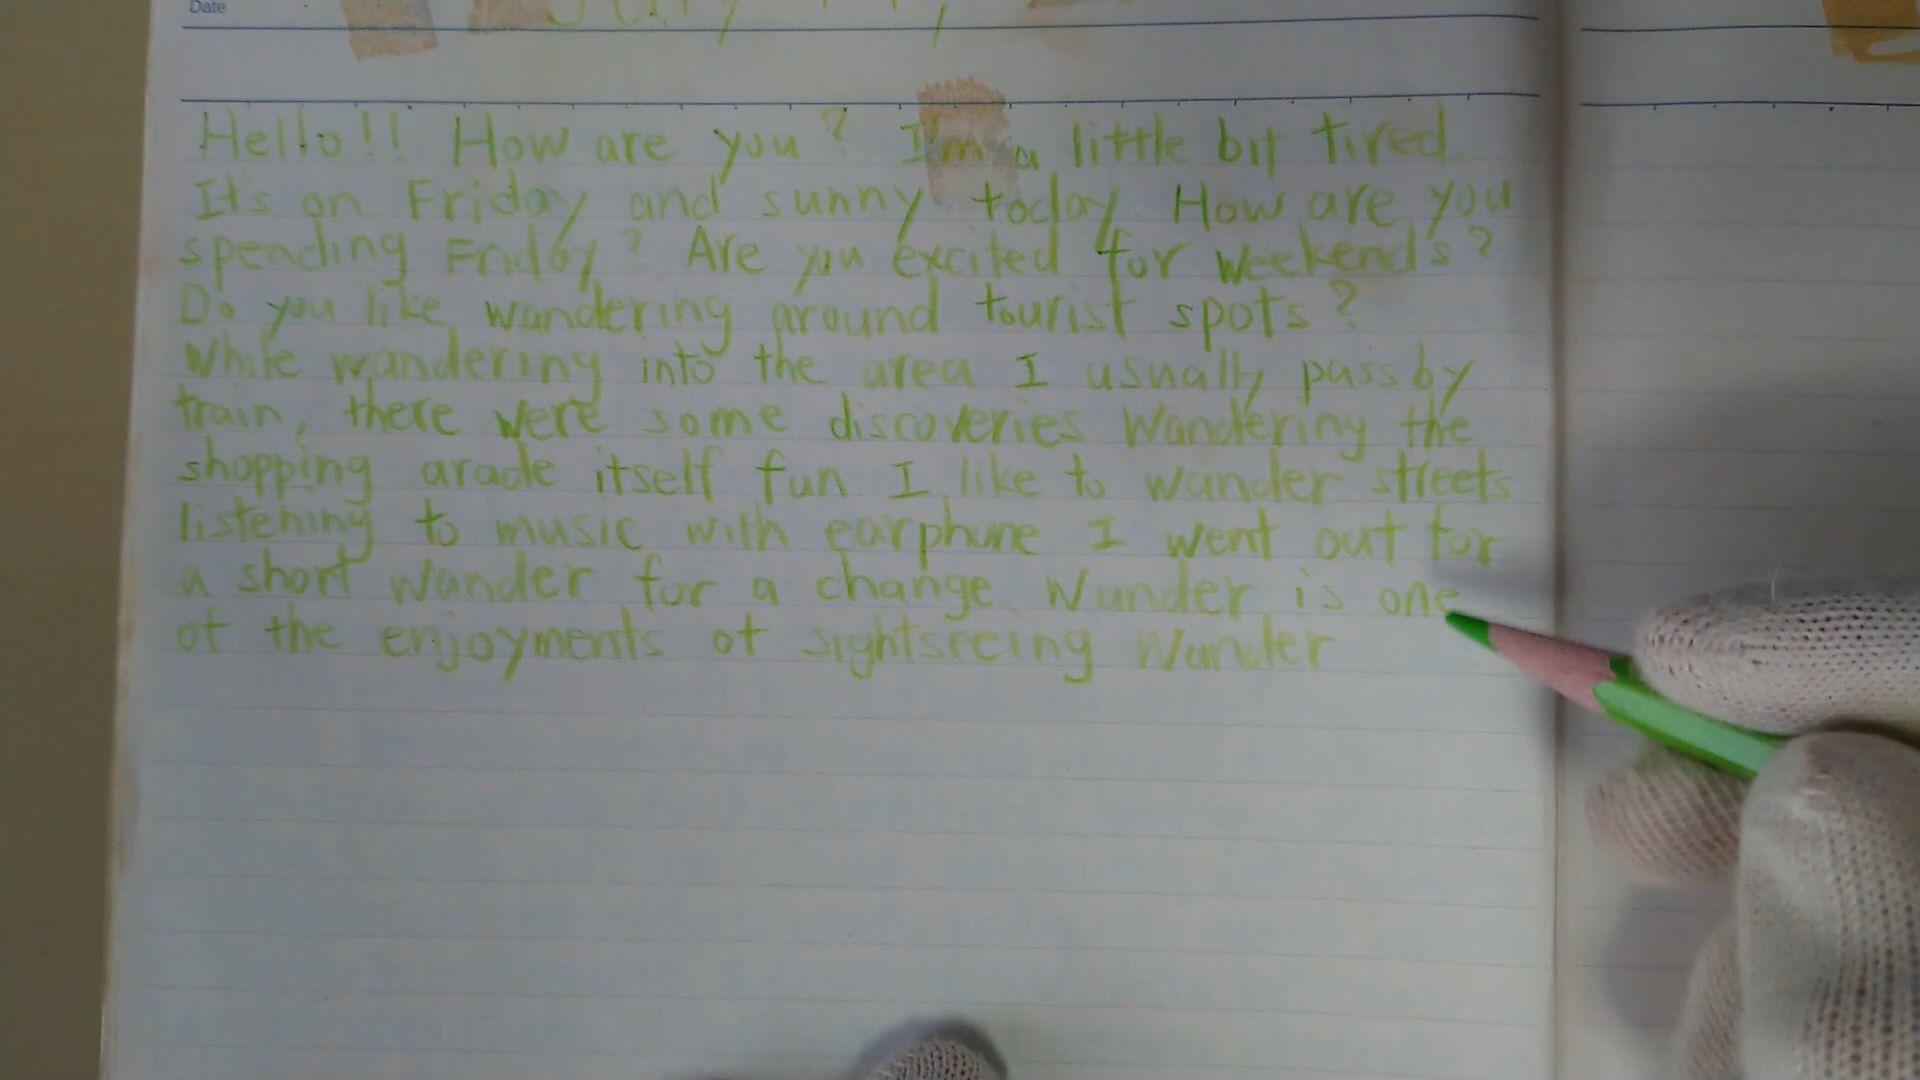 Date
Hello!! How are you? I'm a little bit tired.
It's on Friday and sunny today. How are you
spending Friday? Are you excited for weekends?
Do you like wandering around tourist spots?
While wandering into the area I usually pass by
train, there were some discoveries Wandering the
shopping arade itself fun. I like to wander streets
listening to music with earphone I went out for
a short wander for a change. Wander is one
of the enjoyments of sightseeing Wander